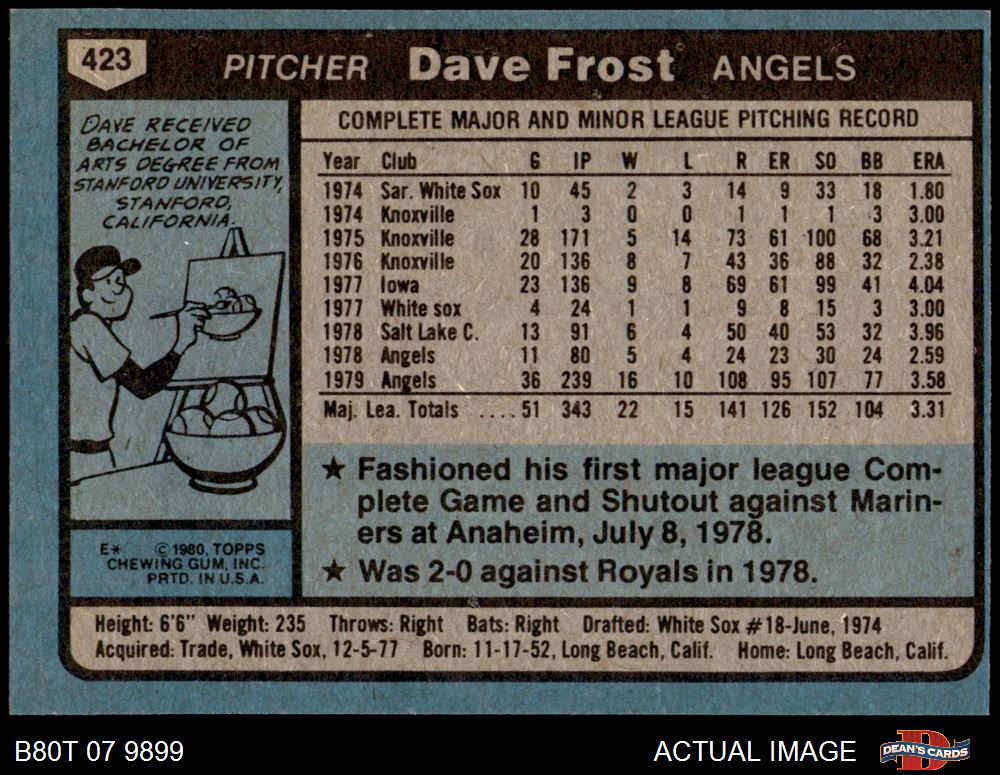 423 PITCHER Dave Frost ANGELS
DAVE RECEIVED
BACHELOR OF
ARTS DEGREE FROM
STANFORD UNIVERSITY,
STANFORD,
CALIFORNIA.
COMPLETE MAJOR AND MINOR LEAGUE PITCHING RECORD
Year Club G IP W L R ER SO BB ERA
1974 Sar. White Sox 10 45 2 3 14 9 33 18 1.80
1974 Knoxville 1 3 0 0 1 1 1 3 3.00
1975 Knoxville 28 171 5 14 73 61 100 68 3.21
1976 Knoxville 20 136 8 7 43 36 88 32 2.38
1977 Iowa 23 136 9 8 69 61 99 41 4.04
1977 White sox 4 24 1 1 9 8 15 3 3.00
1978 Salt Lake C. 13 91 6 4 50 40 53 32 3.96
1978 Angels 11 80 5 4 24 23 30 24 2.59
1979 Angels 36 239 16 10 108 95 107 77 3.58
Maj. Lea. Totals ....51 343 22 15 141 126 152 104 3.31
★ Fashioned his first major league Com-
plete Game and Shutout against Marin-
ers at Anaheim, July 8, 1978.
★ Was 2-0 against Royals in 1978.
E* © 1980, TOPPS
CHEWING GUM, INC.
PRTD. IN U.S.A.
Height: 6'6" Weight: 235 Throws: Right Bats: Right Drafted: White Sox #18-June, 1974
Acquired: Trade, White Sox, 12-5-77 Born: 11-17-52, Long Beach, Calif. Home: Long Beach, Calif.
B80T 07 9899 ACTUAL IMAGE DEAN'S CARDS